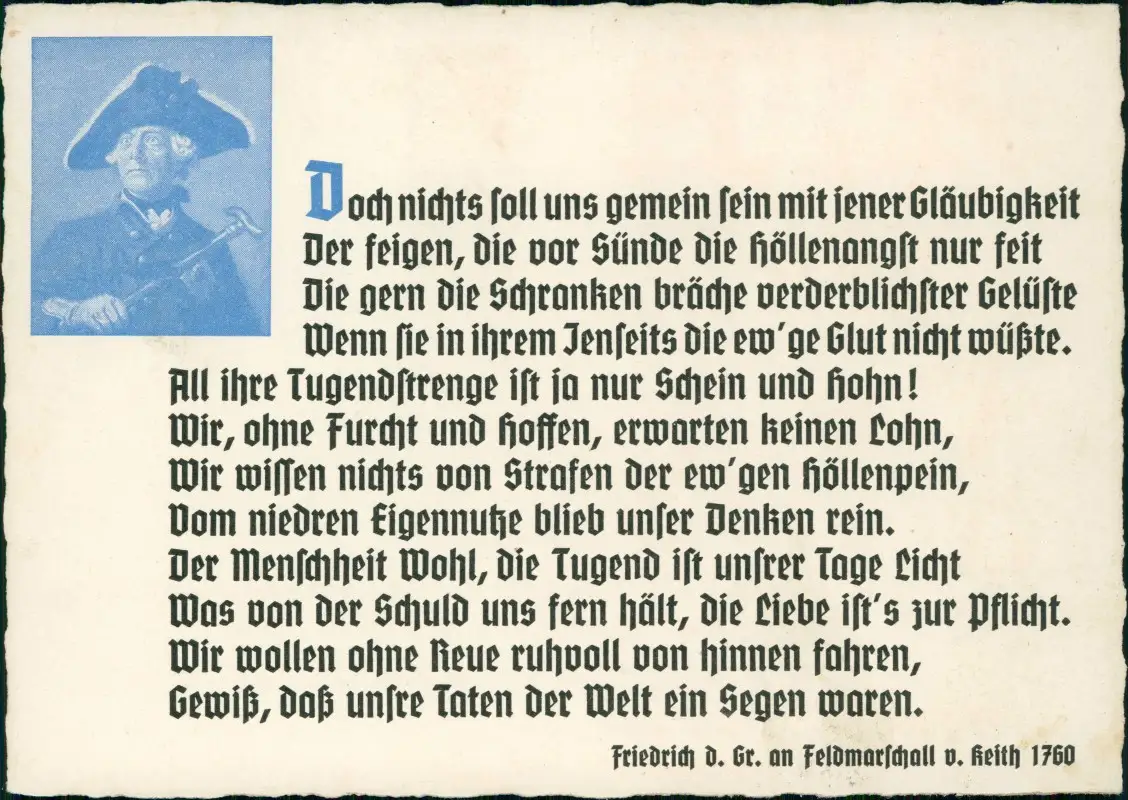 Doch nichts soll uns gemein sein mit jener Gläubigkeit
Der feigen, die vor Sünde die Höllenangst nur feit
Die gern die Schranken bräche verderblichster Gelüste
Wenn sie in ihrem Jenseits die ew'ge Glut nicht wüßte.
All ihre Tugendstrenge ist ja nur Schein und Hohn!
Wir, ohne Furcht und Hoffen, erwarten keinen Lohn,
Wir wissen nichts von Strafen der ew'gen Höllenpein,
Vom niedren Eigennutze blieb unser Denken rein.
Der Menschheit Wohl, die Tugend ist unsrer Tage Licht
Was von der Schuld uns fern hält, die Liebe ist's zur Pflicht.
Wir wollen ohne Reue ruhvoll von hinnen fahren,
Gewiß, daß unsre Taten der Welt ein Segen waren.
Friedrich d. Gr. an Feldmarschall v. Keith 1760